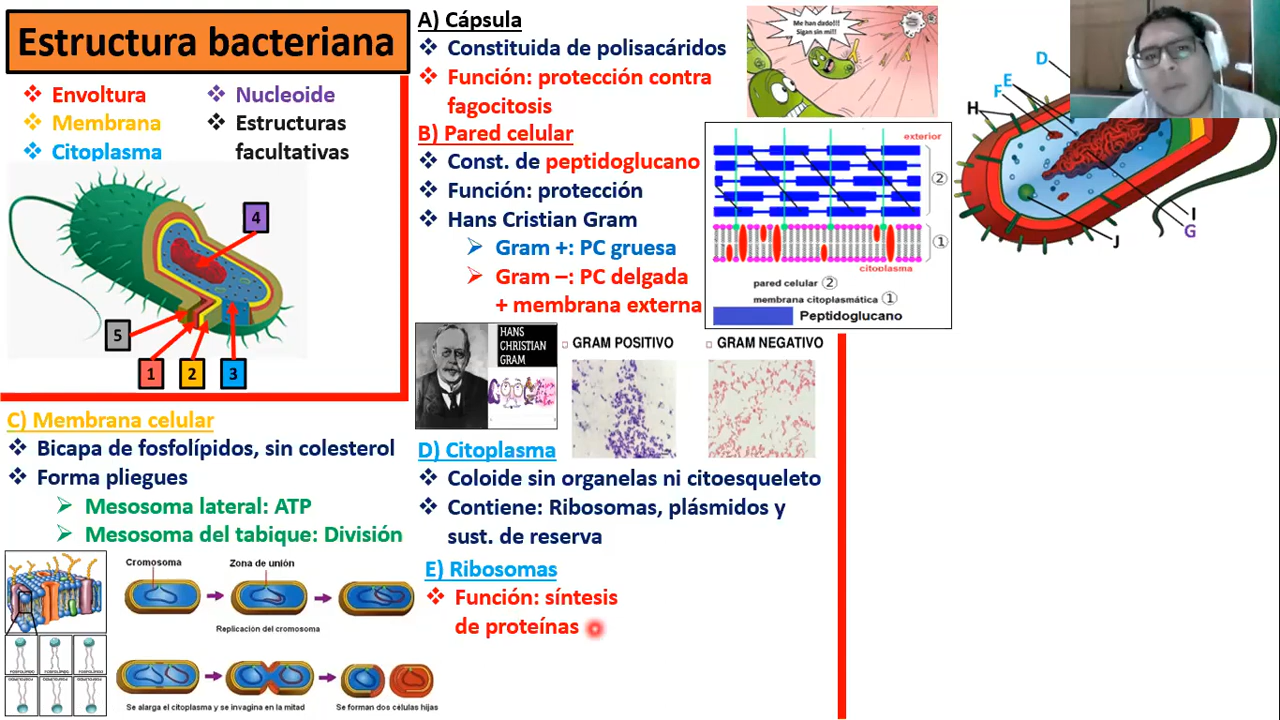 Estructura bacteriana
❖ Envoltura
❖ Membrana
❖ Citoplasma
❖ Nucleoide
❖ Estructuras
facultativas
4
5
1
2
3
C) Membrana celular
❖ Bicapa de fosfolípidos, sin colesterol
❖ Forma pliegues
➢ Mesosoma lateral: ATP
➢ Mesosoma del tabique: División
Cromosoma
Zona de unión
Replicación del cromosoma
Se alarga el citoplasma y se invagina en la mitad
Se forman dos células hijas
A) Cápsula
❖ Constituida de polisacáridos
❖ Función: protección contra
fagocitosis
B) Pared celular
❖ Const. de peptidoglucano
❖ Función: protección
❖ Hans Cristian Gram
➢ Gram +: PC gruesa
➢ Gram –: PC delgada
+ membrana externa
Me han dado!!!
Sigan sin mi!!
exterior
2
1
citoplasma
pared celular 2
membrana citoplasmática 1
Peptidoglucano
HANS
CHRISTIAN
GRAM
GRAM POSITIVO
GRAM NEGATIVO
D) Citoplasma
❖ Coloide sin organelas ni citoesqueleto
❖ Contiene: Ribosomas, plásmidos y
sust. de reserva
E) Ribosomas
❖ Función: síntesis
de proteínas
D
E
F
H
I
G
J